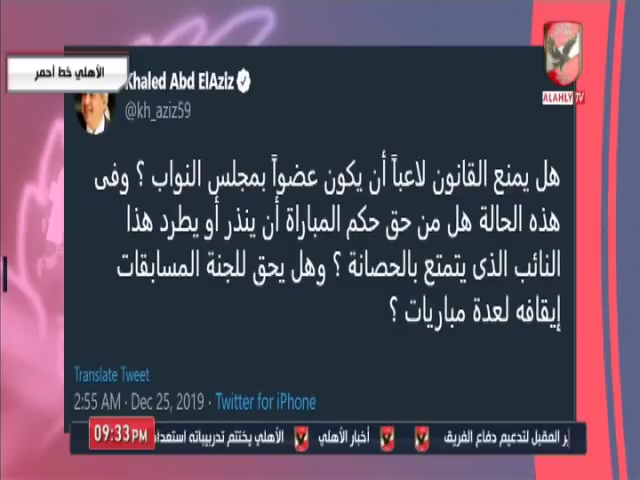 الأهلي خط أحمر
ALAHLY TV
Khaled Abd ElAziz
@kh_aziz59
هل يمنع القانون لاعباً أن يكون عضواً بمجلس النواب ؟ وفى
هذه الحالة هل من حق حكم المباراة أن ينذر أو يطرد هذا
النائب الذى يتمتع بالحصانة ؟ وهل يحق للجنة المسابقات
إيقافه لعدة مباريات ؟
Translate Tweet
2:55 AM · Dec 25, 2019 · Twitter for iPhone
المقبل لتدعيم دفاع الفريق أخبار الأهلي الأهلي يختتم تدريباته
09:33 PM